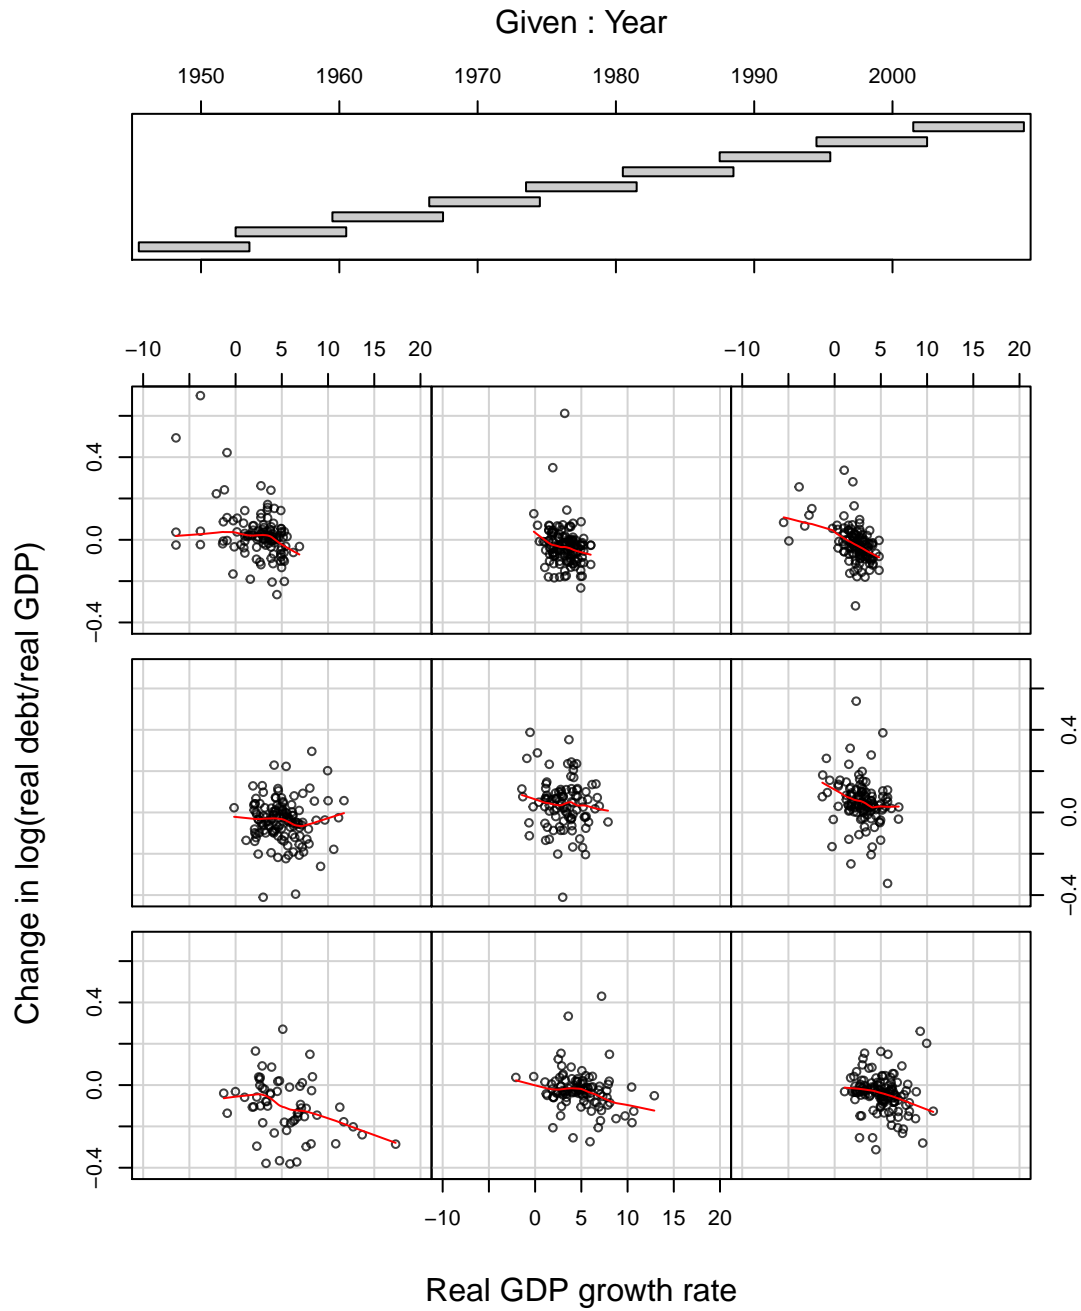 Given : Year
1950 1960 1970 1980 1990 2000
−10 0 5 10 15 20 −10 0 5 10 15 20
0.4
0.0
−0.4
0.4
0.0
−0.4
0.4
0.0
−0.4
−10 0 5 10 15 20
Change in log(real debt/real GDP)
Real GDP growth rate